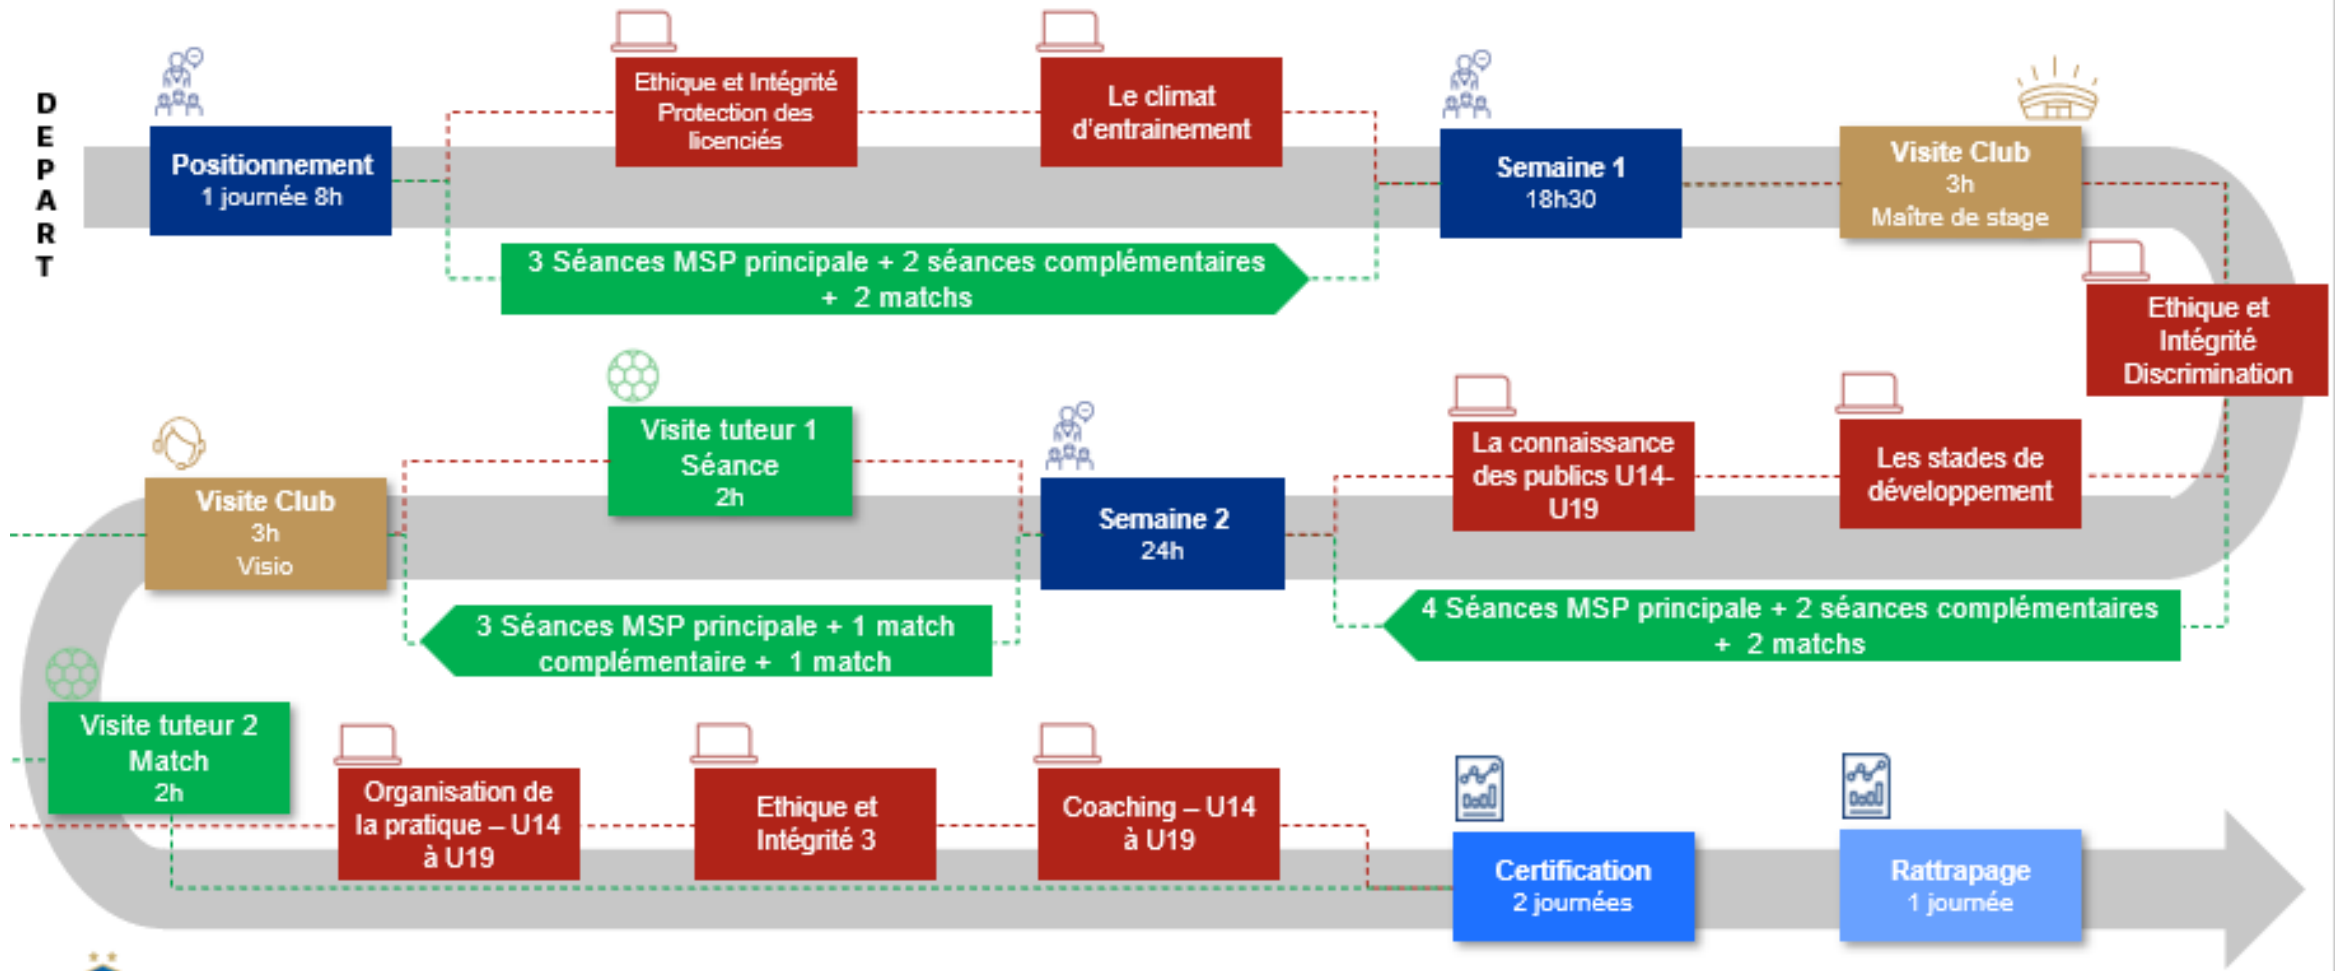 DEPART
Positionnement
1 journée 8h
Ethique et Intégrité
Protection des
licenciés
Le climat
d'entrainement
Semaine 1
18h30
Visite Club
3h
Maître de stage
3 Séances MSP principale + 2 séances complémentaires
+ 2 matchs
Ethique et
Intégrité
Discrimination
Visite Club
3h
Visio
Visite tuteur 1
Séance
2h
Semaine 2
24h
La connaissance
des publics U14-
U19
Les stades de
développement
3 Séances MSP principale + 1 match
complémentaire + 1 match
4 Séances MSP principale + 2 séances complémentaires
+ 2 matchs
Visite tuteur 2
Match
2h
Organisation de
la pratique – U14
à U19
Ethique et
Intégrité 3
Coaching – U14
à U19
Certification
2 journées
Rattrapage
1 journée